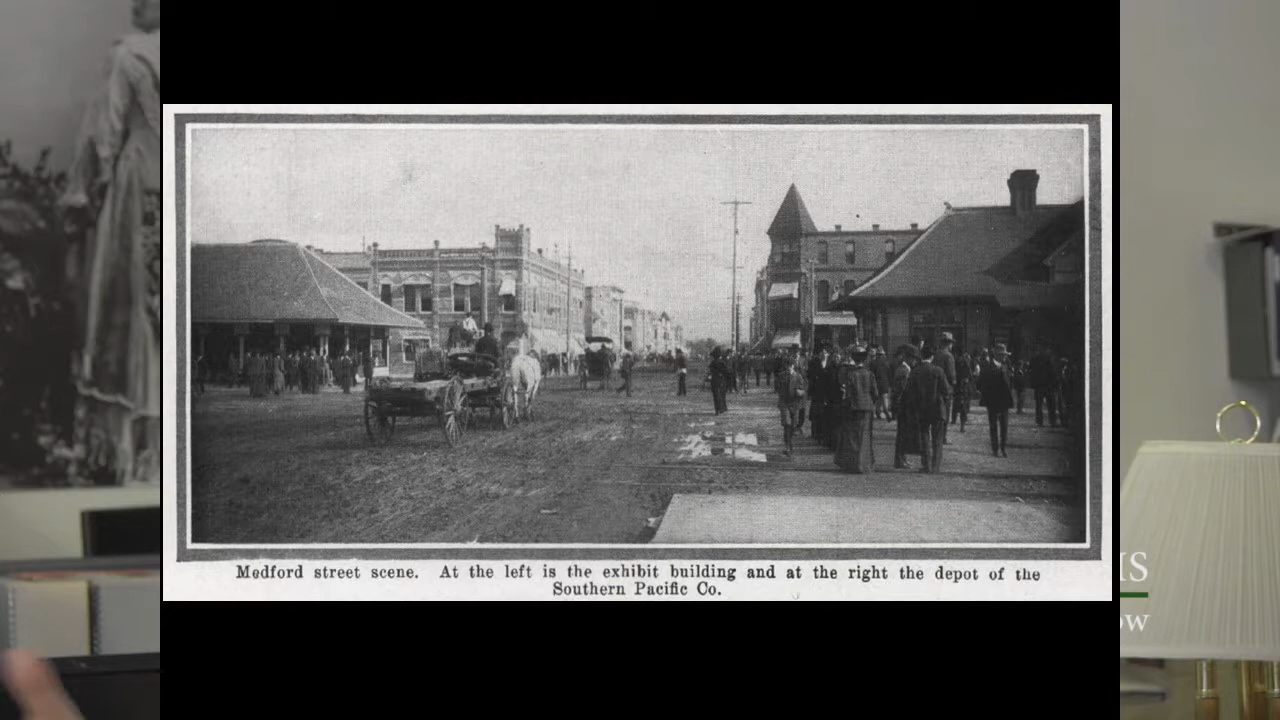 Medford street scene. At the left is the exhibit building and at the right the depot of the
Southern Pacific Co.